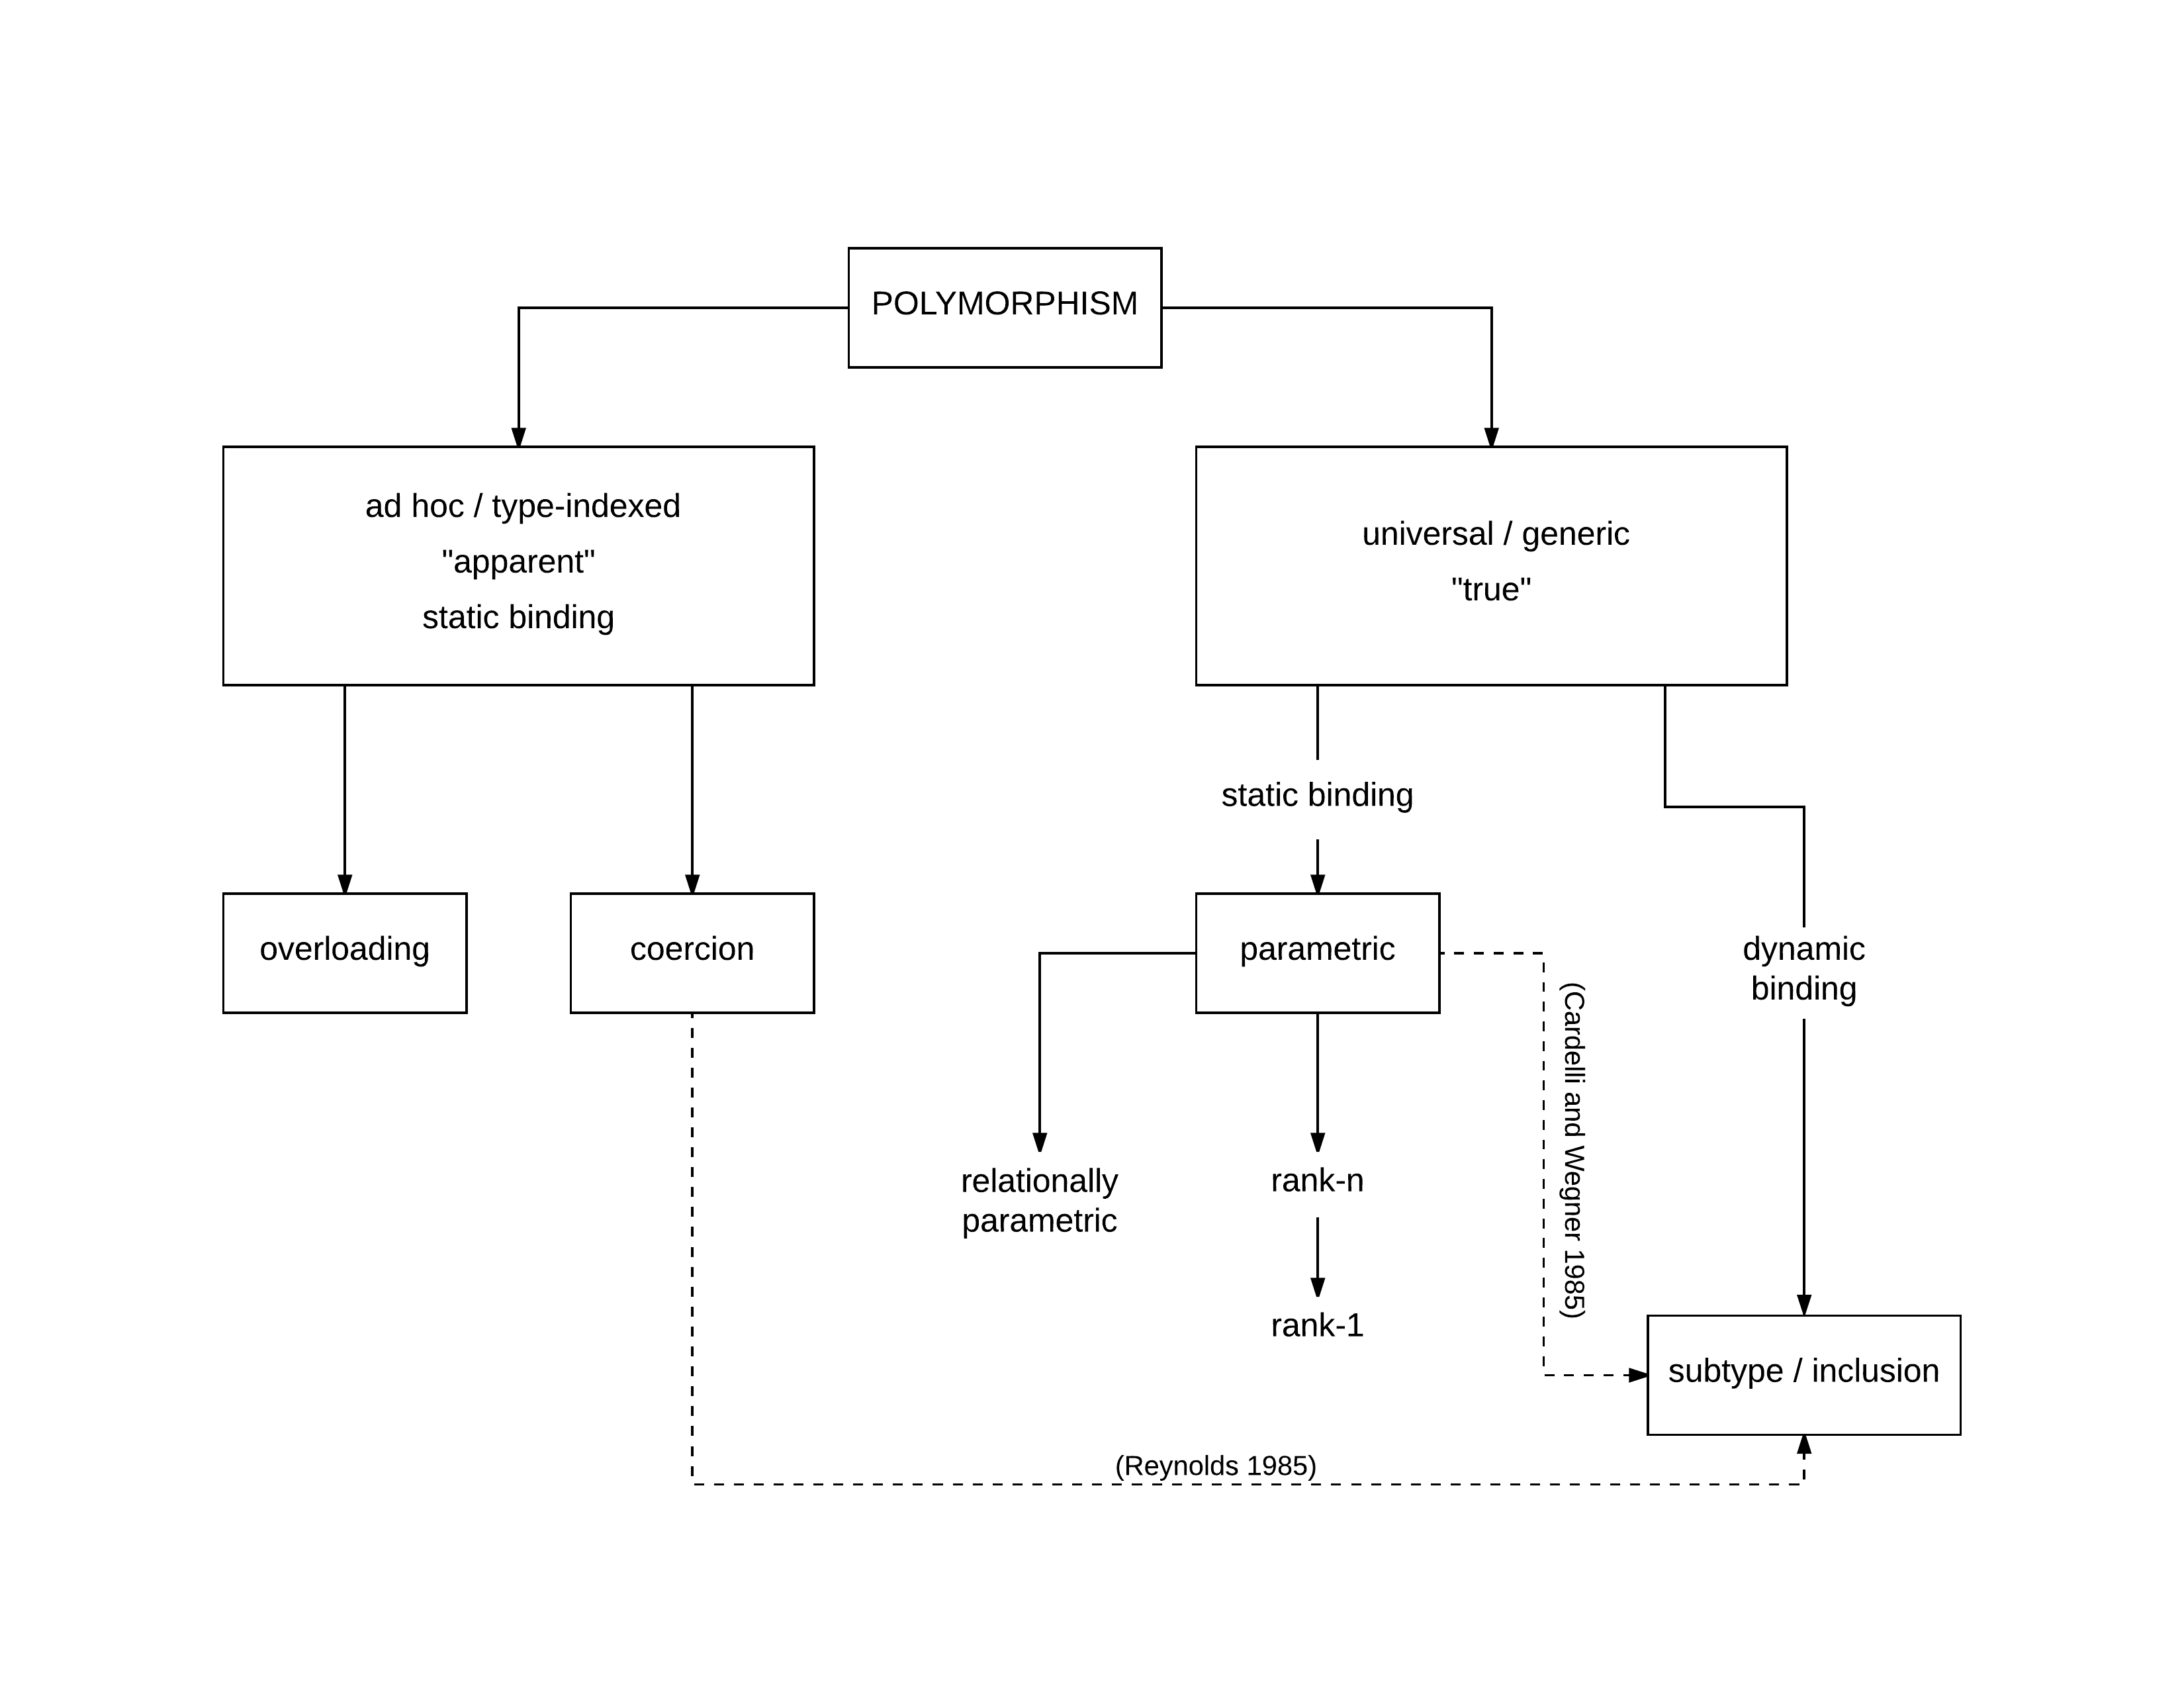 POLYMORPHISM
ad hoc / type-indexed
"apparent"
static binding
universal / generic
"true"
static binding
overloading
coercion
parametric
dynamic
binding
(Cardelli and Wegner 1985)
relationally
parametric
rank-n
rank-1
subtype / inclusion
(Reynolds 1985)